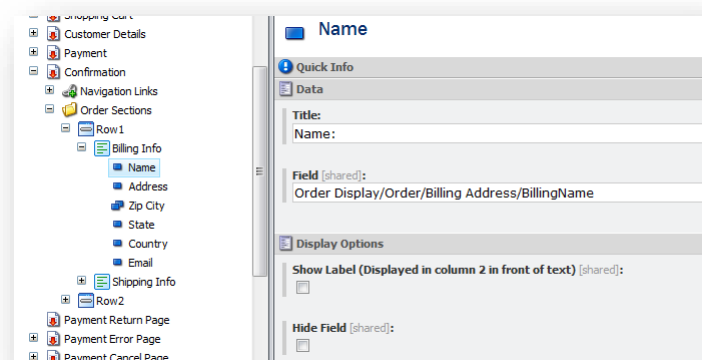 Shopping Cart
Customer Details
Payment
Confirmation
Navigation Links
Order Sections
Row1
Billing Info
Name
Address
Zip City
State
Country
Email
Shipping Info
Row2
Payment Return Page
Payment Error Page
Payment Cancel Page
Name
Quick Info
Data
Title:
Name:
Field [shared]:
Order Display/Order/Billing Address/BillingName
Display Options
Show Label (Displayed in column 2 in front of text) [shared]:
Hide Field [shared]: